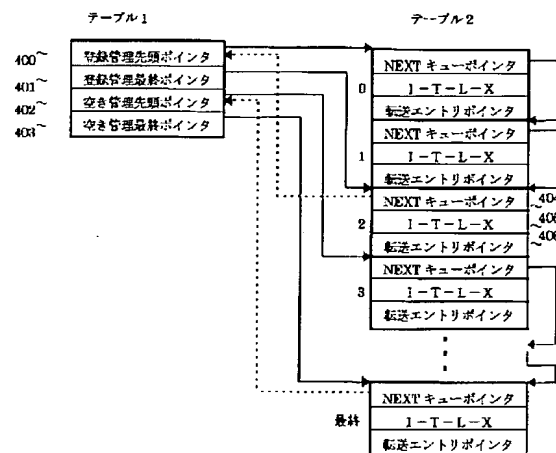 テーブル1
400
登録管理先頭ポインタ
401
登録管理最終ポインタ
402
空き管理先頭ポインタ
403
空き管理最終ポインタ
テーブル2
0
NEXTキューポインタ
I-T-L-X
転送エントリポインタ
1
NEXTキューポインタ
I-T-L-X
転送エントリポインタ
2
NEXTキューポインタ
404
I-T-L-X
405
転送エントリポインタ
406
3
NEXTキューポインタ
I-T-L-X
転送エントリポインタ
最終
NEXTキューポインタ
I-T-L-X
転送エントリポインタ